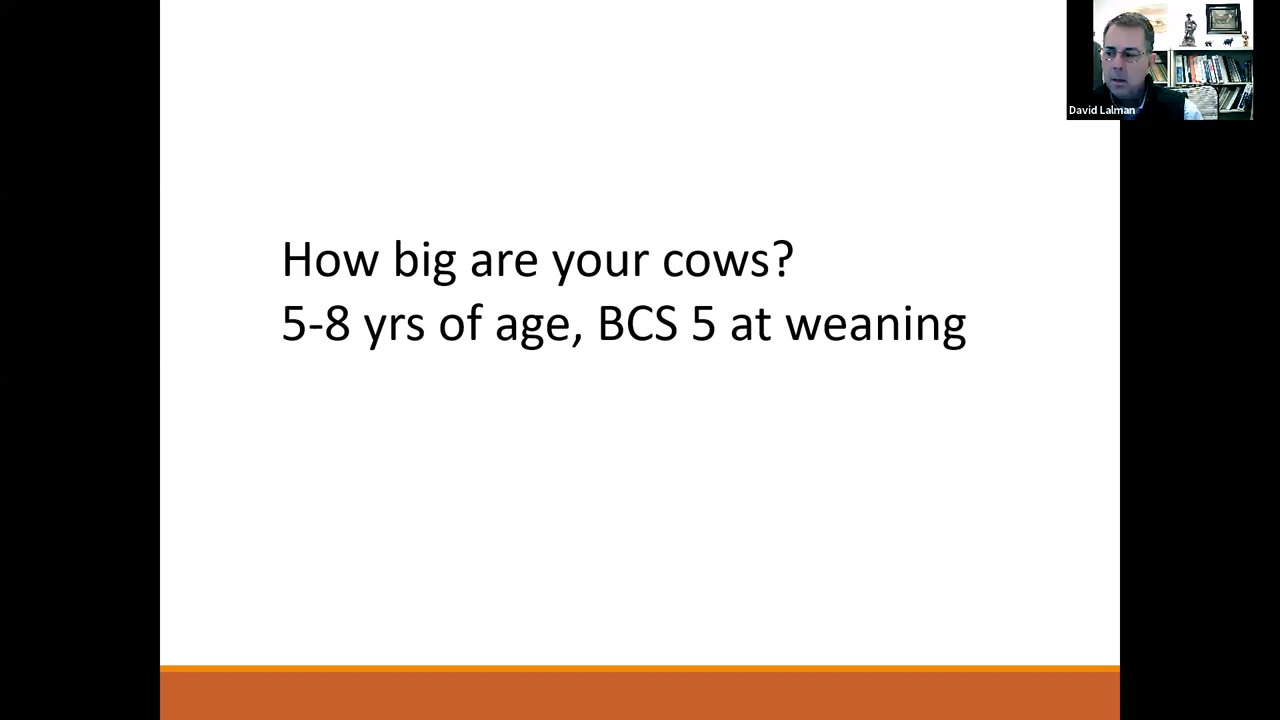 David Lalman
How big are your cows?
5-8 yrs of age, BCS 5 at weaning